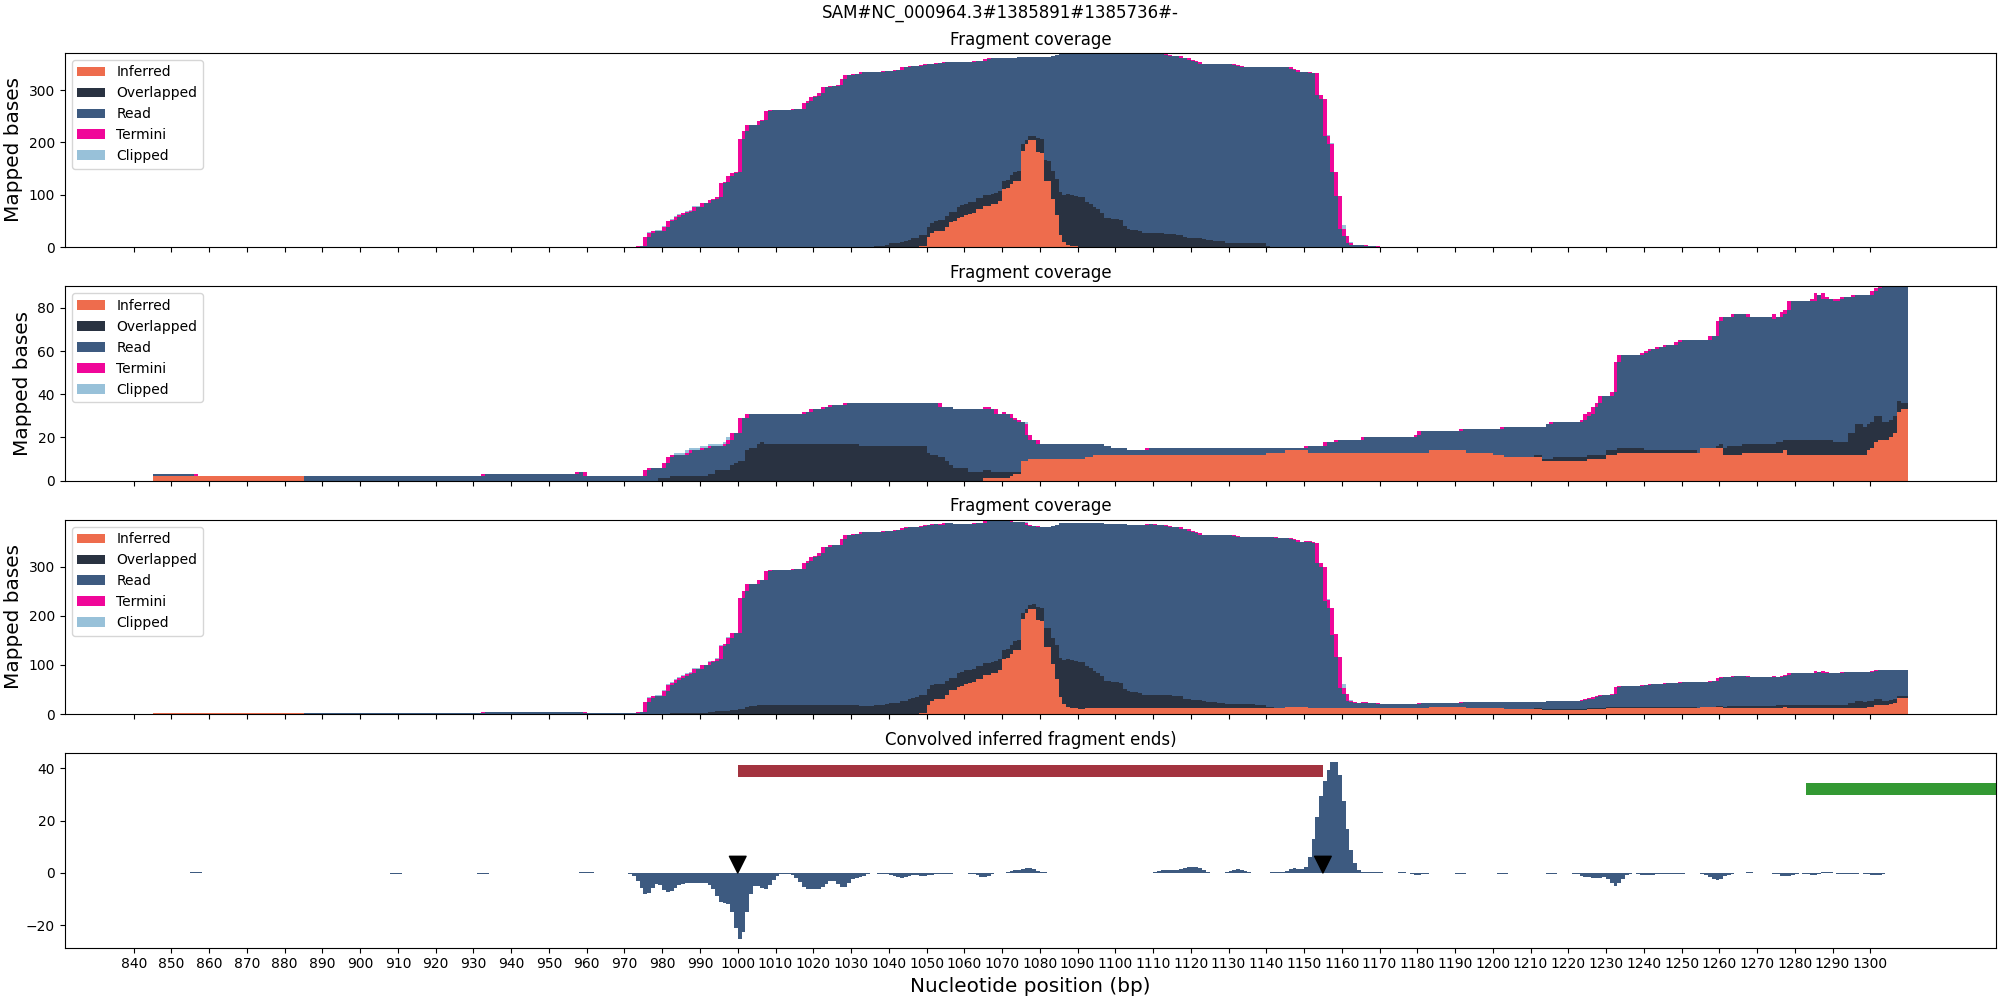 SAM#NC_000964.3#1385891#1385736#-
Fragment coverage
Mapped bases
300
200
100
0
Inferred
Overlapped
Read
Termini
Clipped
Fragment coverage
Mapped bases
80
60
40
20
0
Inferred
Overlapped
Read
Termini
Clipped
Fragment coverage
Mapped bases
300
200
100
0
Inferred
Overlapped
Read
Termini
Clipped
Convolved inferred fragment ends)
40
20
0
−20
840 850 860 870 880 890 900 910 920 930 940 950 960 970 980 990 1000 1010 1020 1030 1040 1050 1060 1070 1080 1090 1100 1110 1120 1130 1140 1150 1160 1170 1180 1190 1200 1210 1220 1230 1240 1250 1260 1270 1280 1290 1300
Nucleotide position (bp)